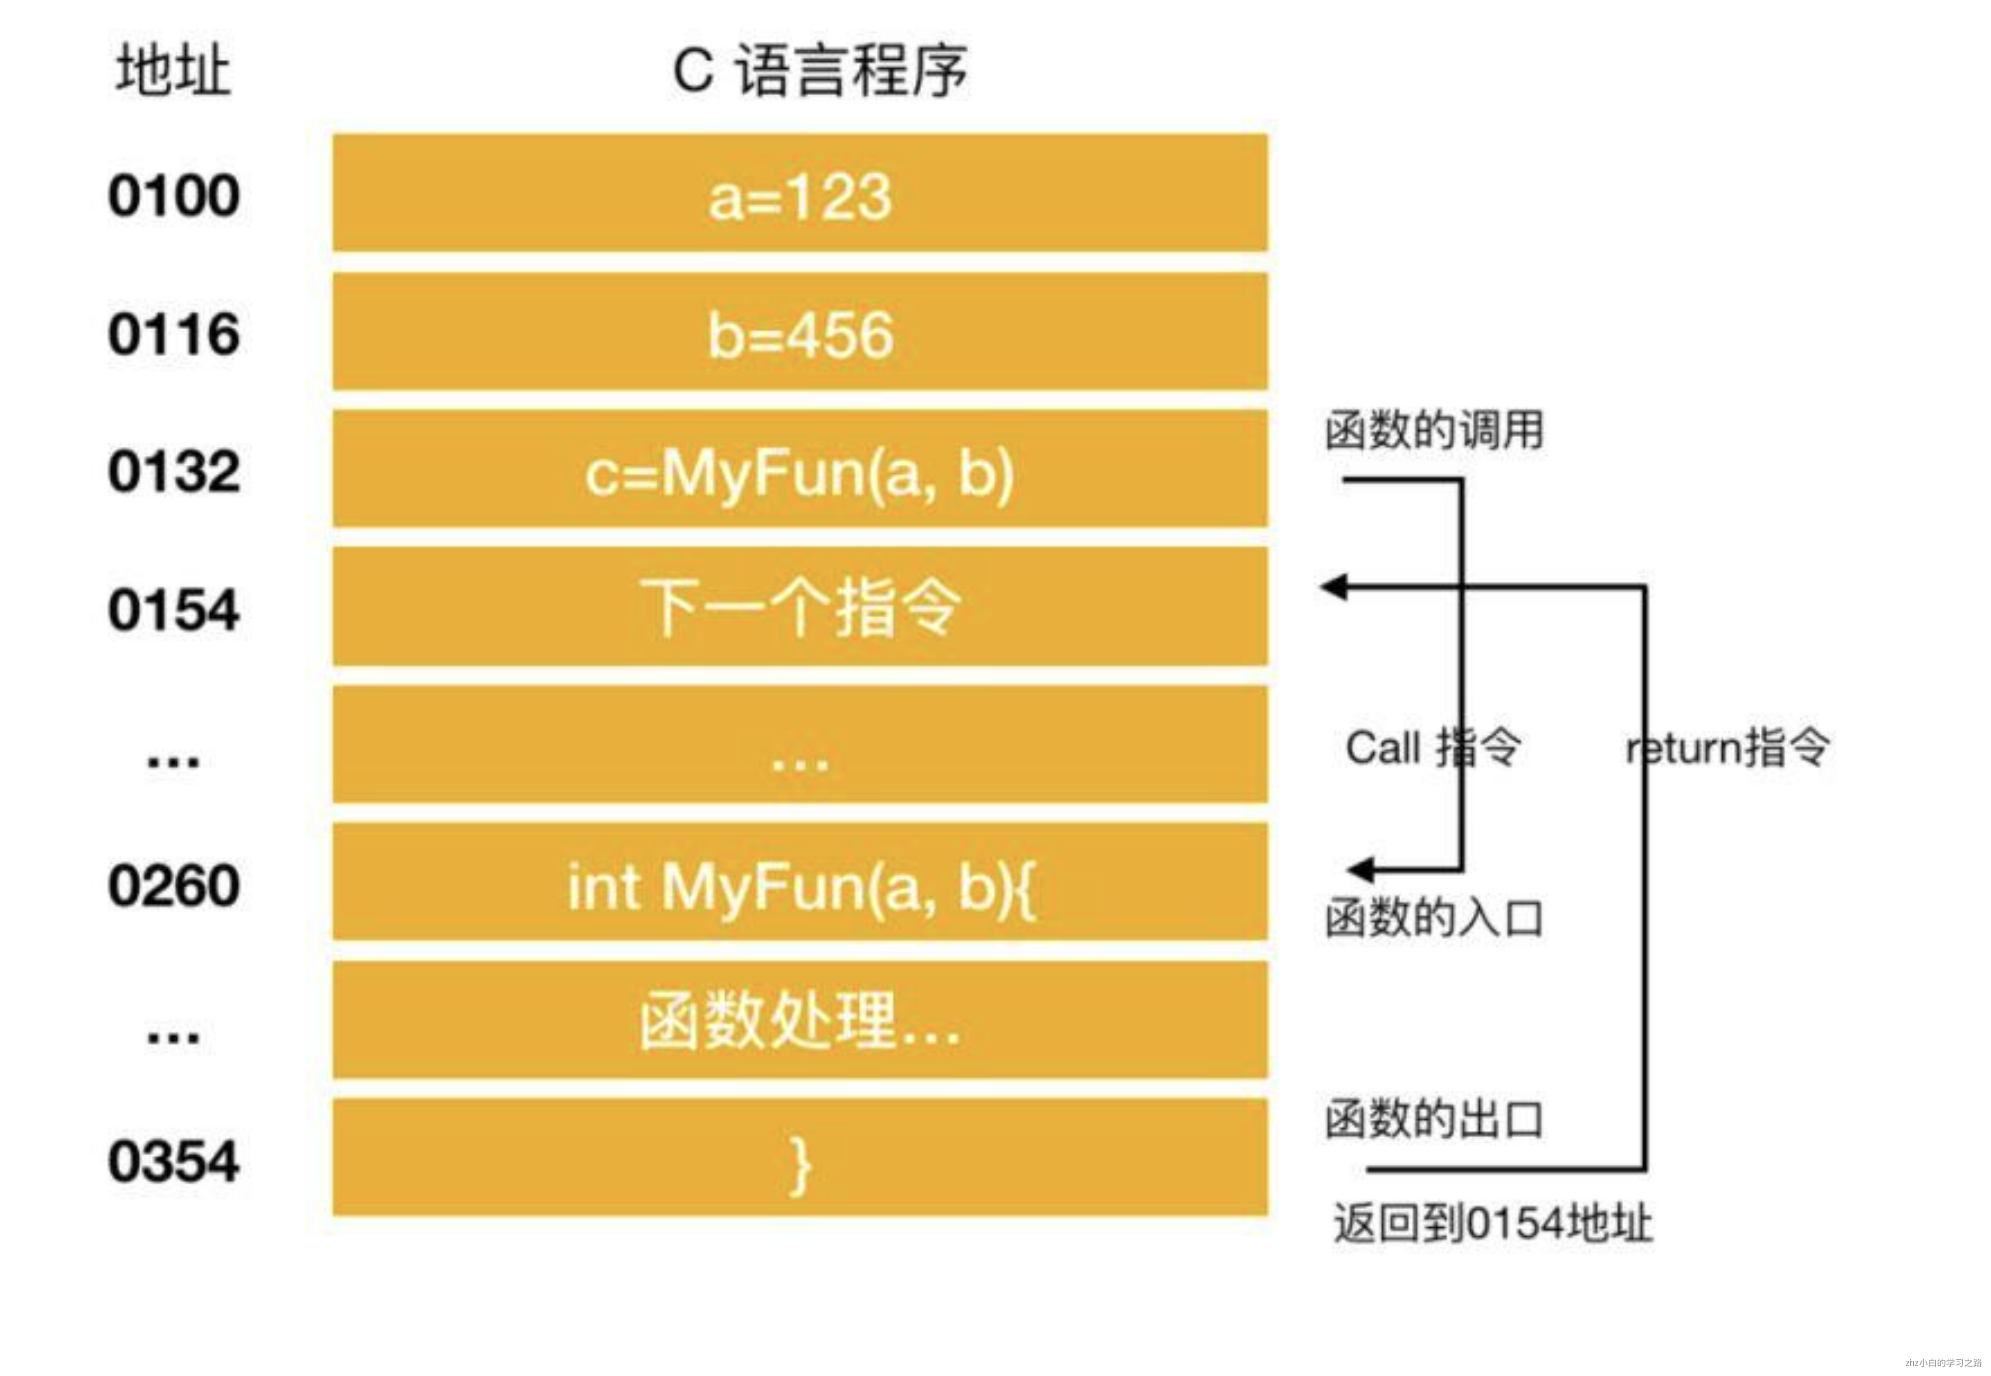 地址 C 语言程序
0100 a=123
0116 b=456
函数的调用
0132 c=MyFun(a, b)
0154 下一个指令
... ...
Call 指令 return指令
0260 int MyFun(a, b){
函数的入口
... 函数处理...
函数的出口
0354 }
返回到0154地址
zhz小白的学习之路